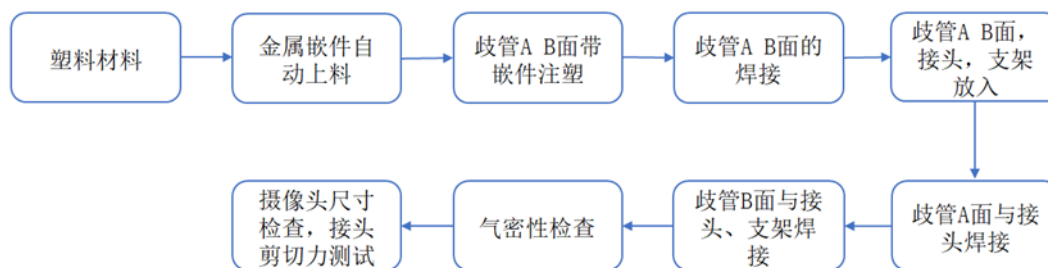 塑料材料
金属嵌件自
动上料
歧管A B面带
嵌件注塑
歧管A B面的
焊接
歧管A B面，
接头，支架
放入
摄像头尺寸
检查，接头
剪切力测试
气密性检查
歧管B面与接
头、支架焊
接
歧管A面与接
头焊接